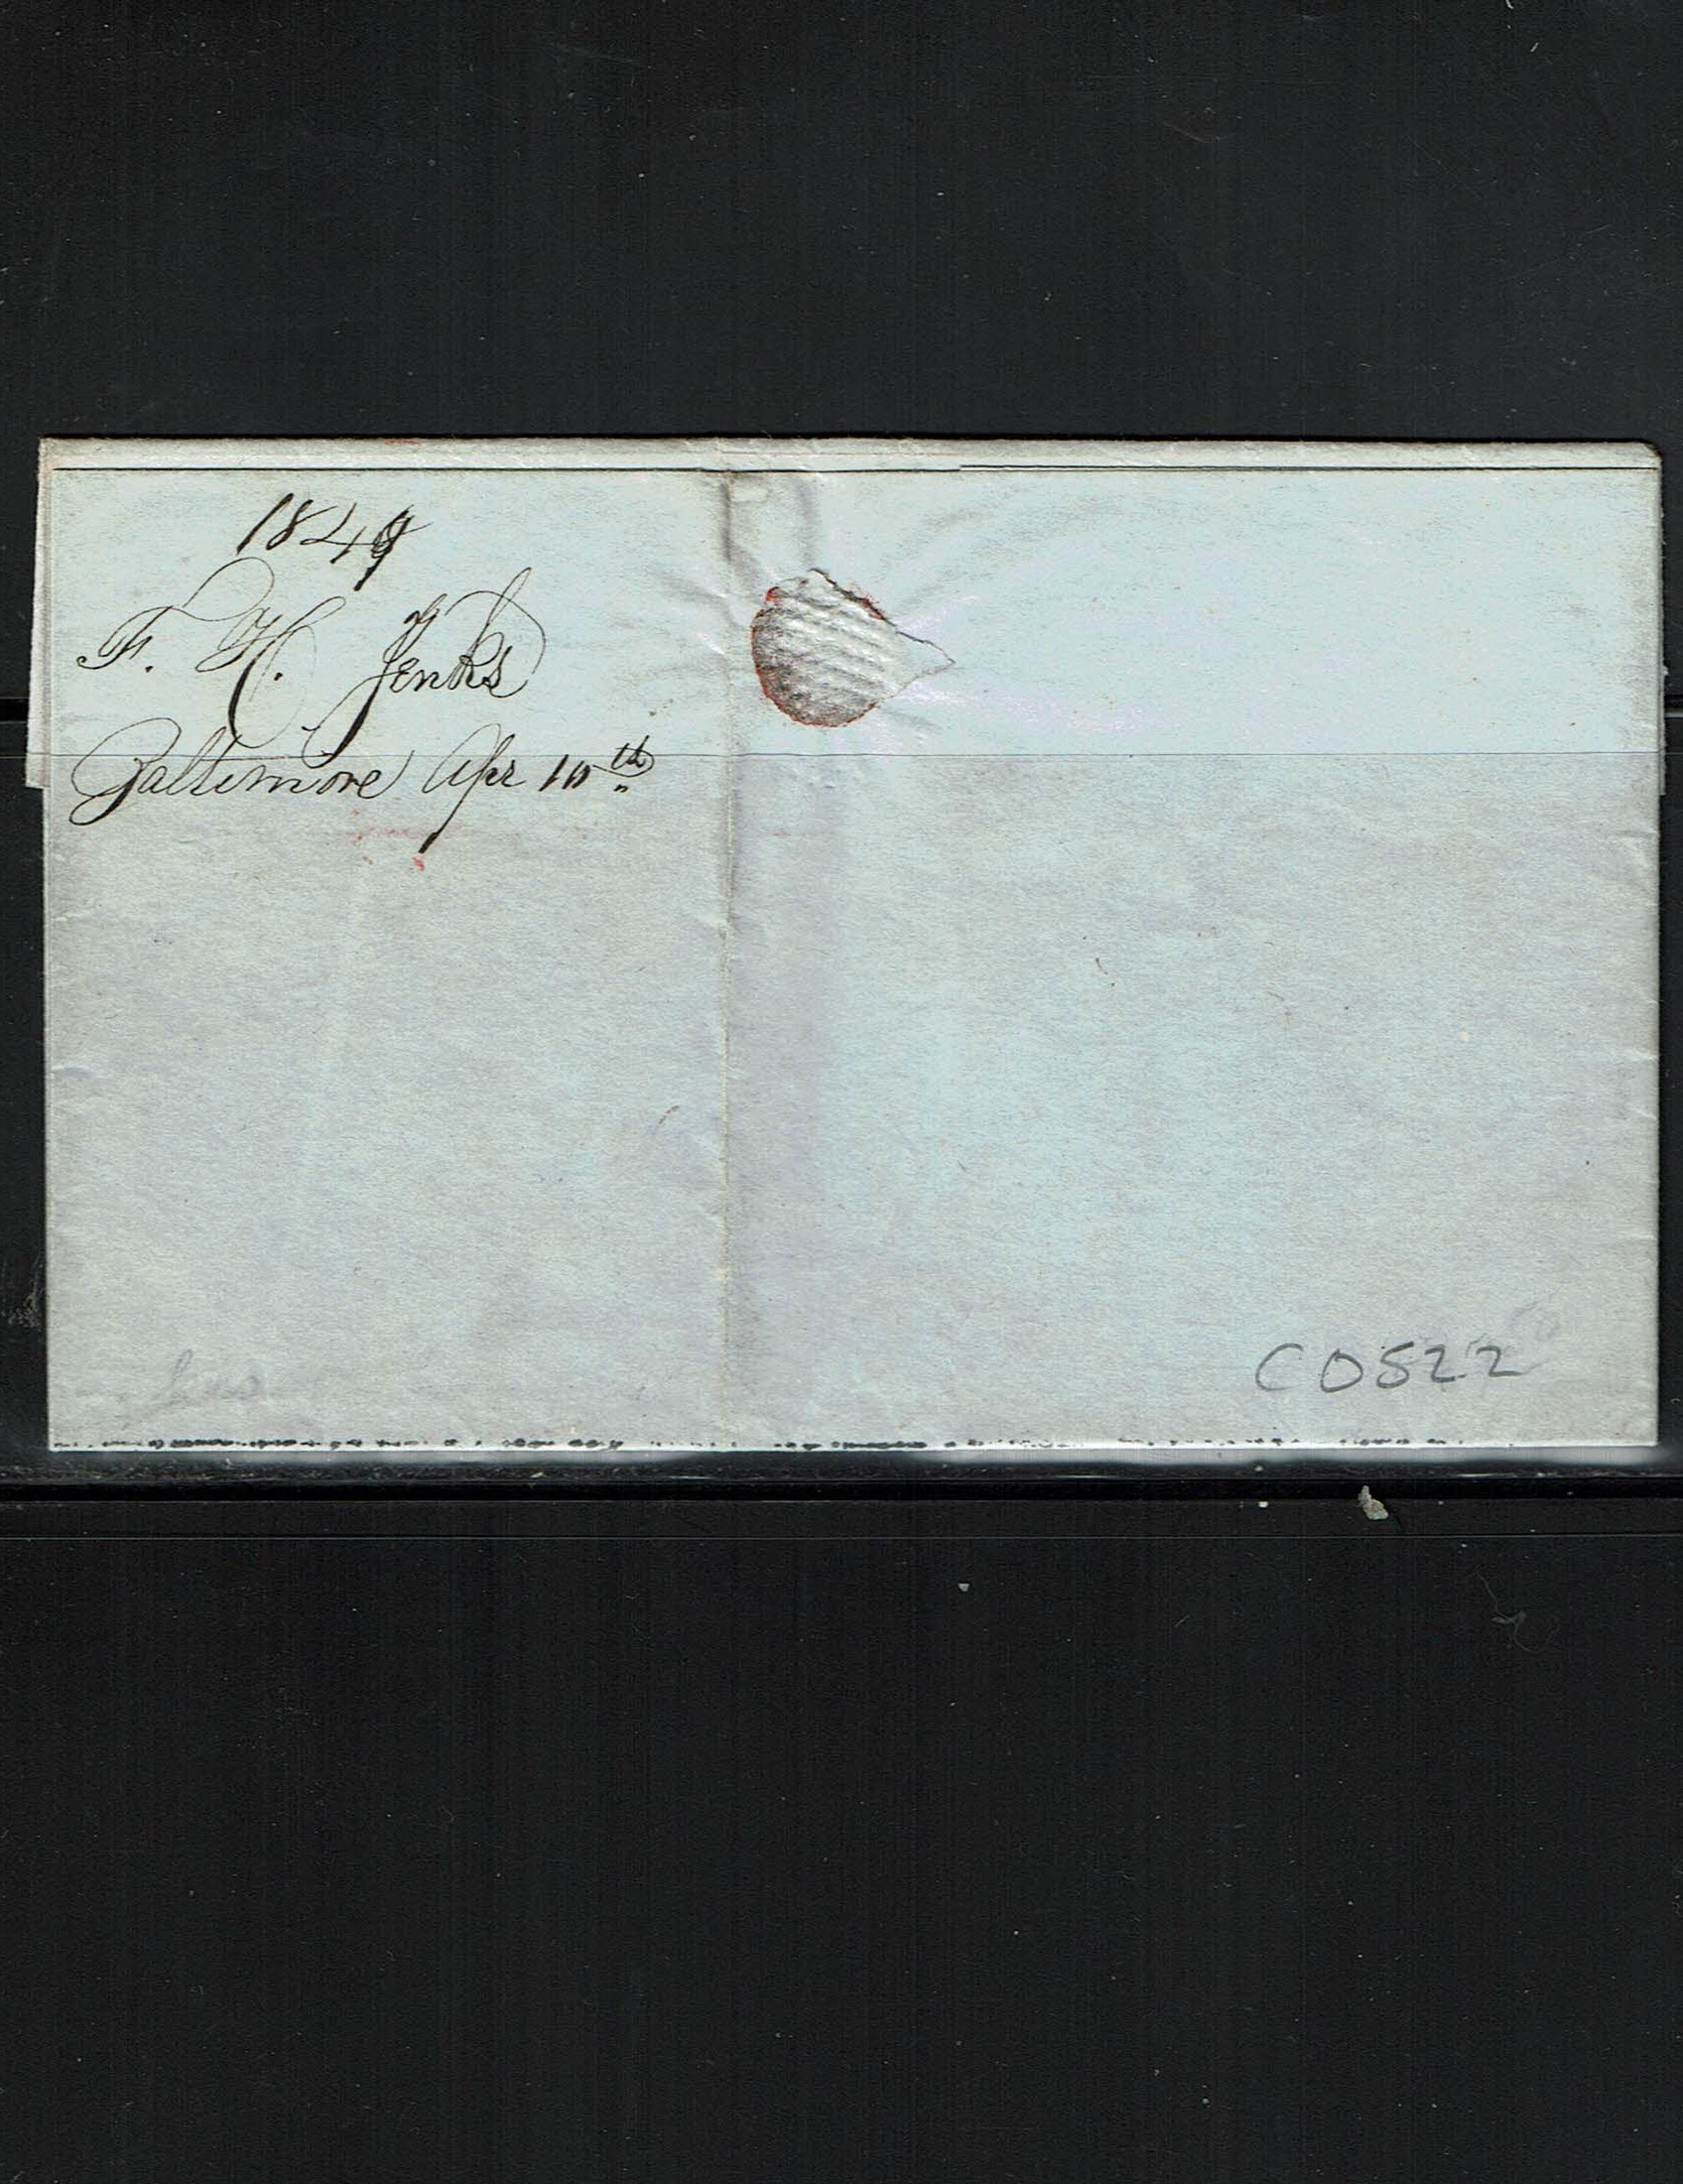 1849
F. H. Jenks
Baltimore Apr 10th
C0522